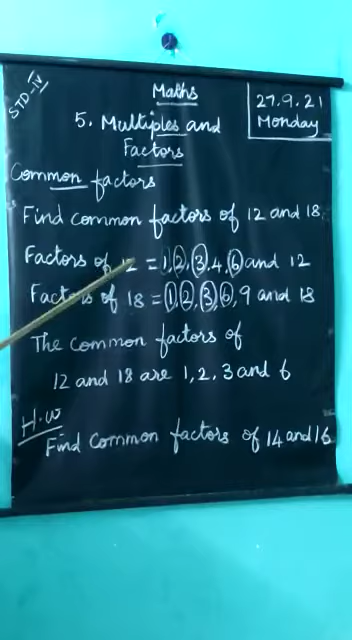 STD-IV
Maths
27.9.21
Monday
5. Multiples and
Factors
Common factors
Find common factors of 12 and 18.
Factors of 12 = 1, 2, 3, 4, 6 and 12
Factors of 18 = 1, 2, 3, 6, 9 and 18
The common factors of
12 and 18 are 1, 2, 3 and 6
H.W
Find common factors of 14 and 16